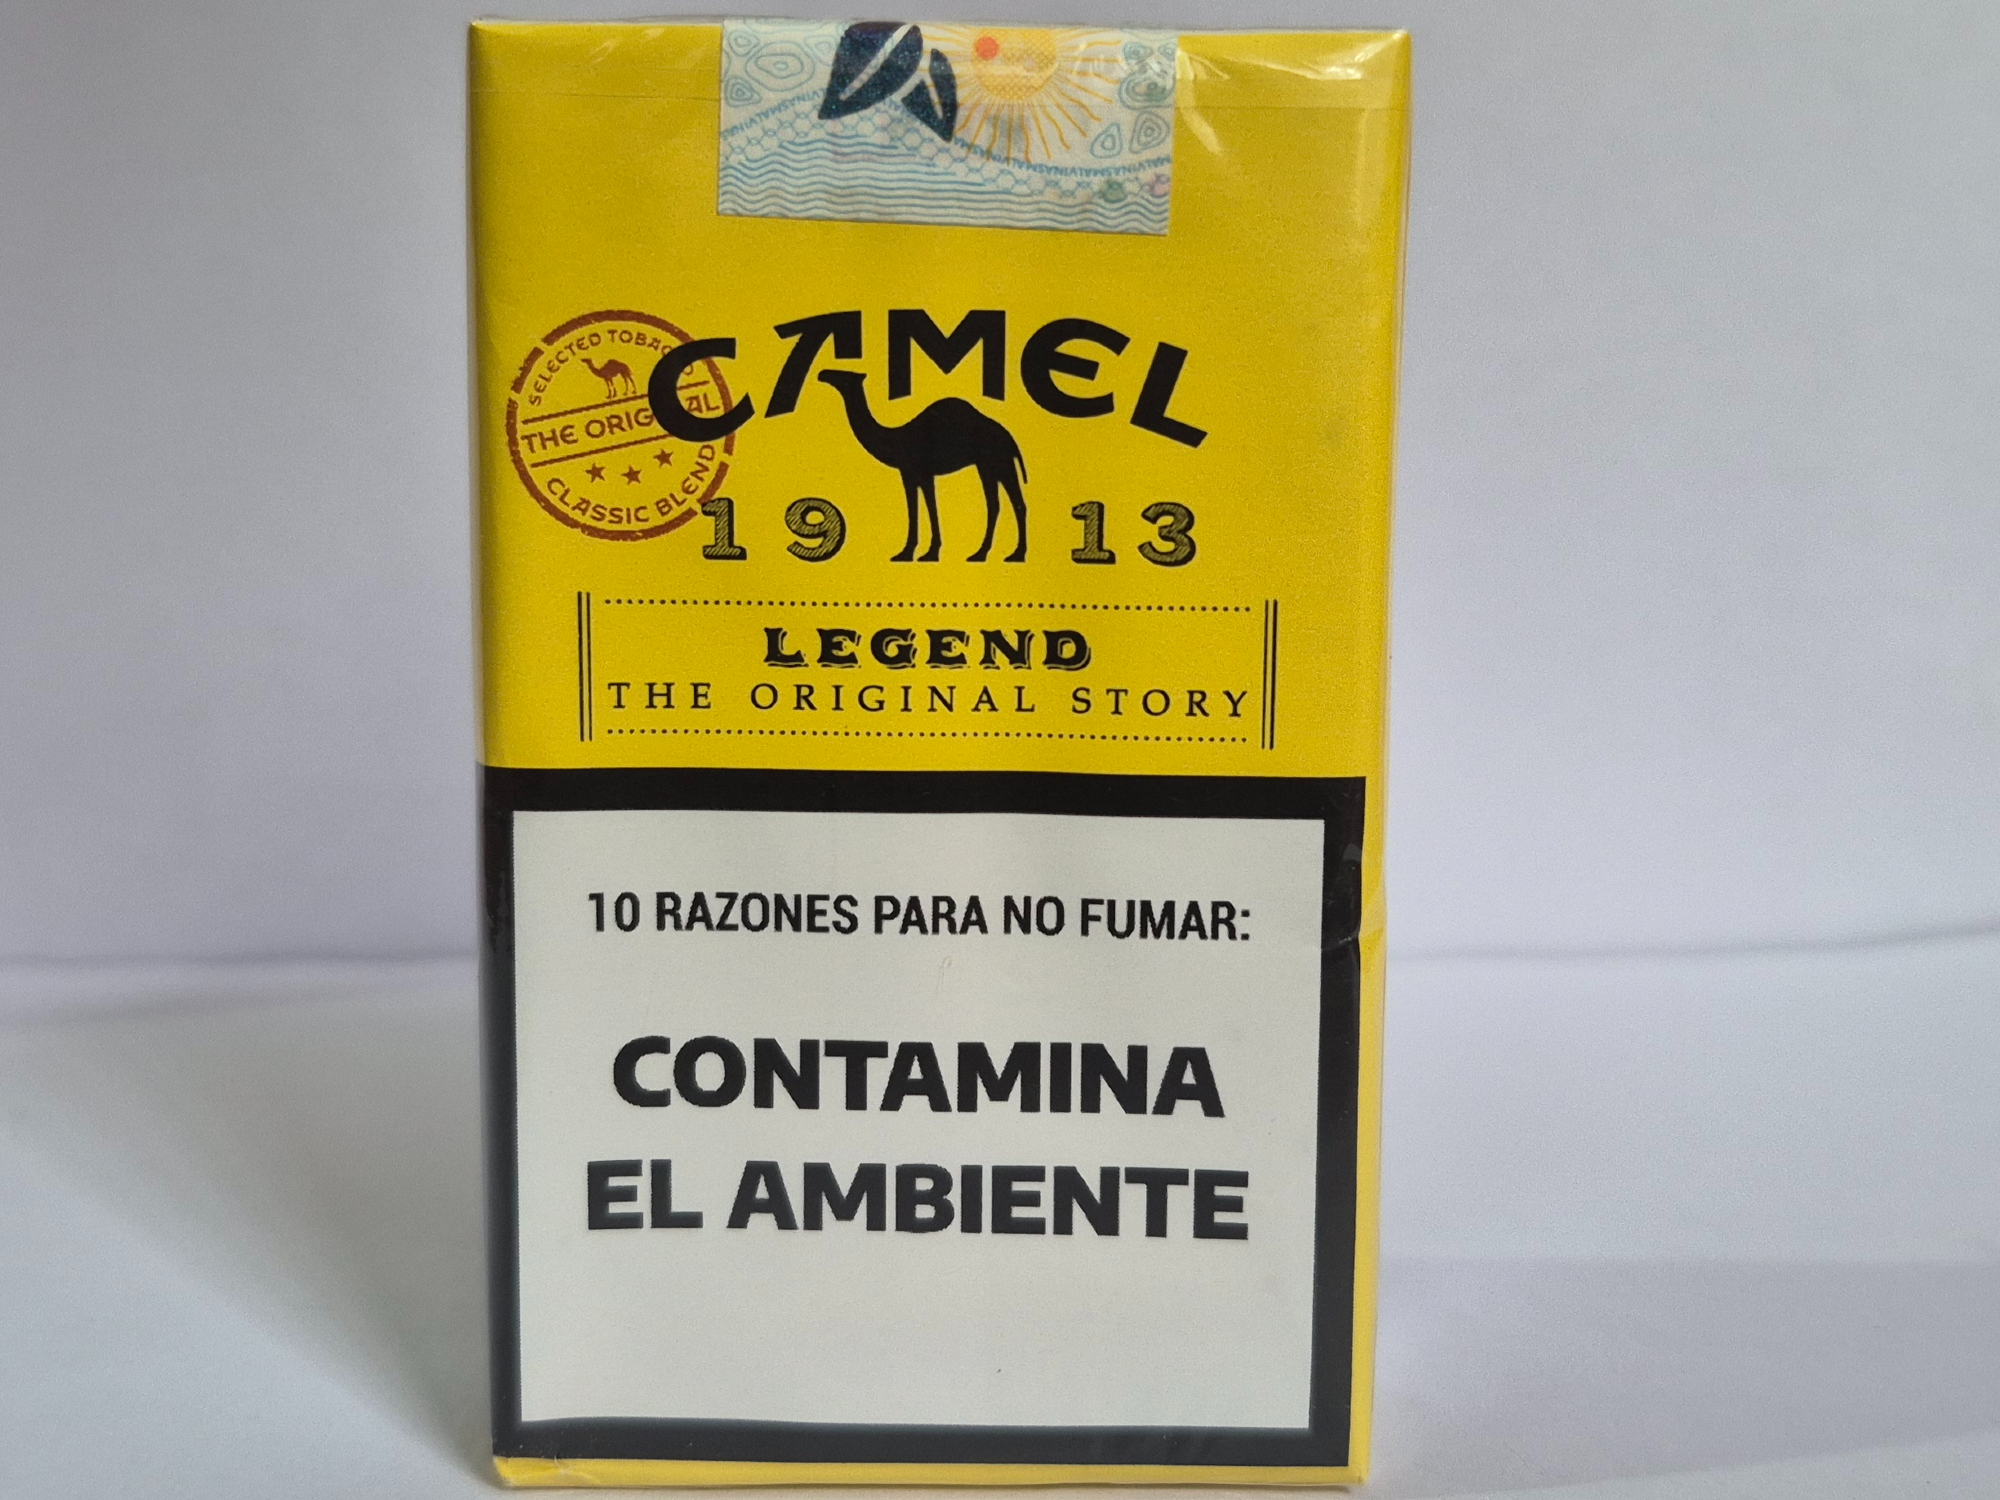 MALVINASMALVINASMALVINAS
SELECTED TOBACCO
THE ORIGINAL
CLASSIC BLEND
CAMEL
19 13
LEGEND
THE ORIGINAL STORY
10 RAZONES PARA NO FUMAR:
CONTAMINA
EL AMBIENTE